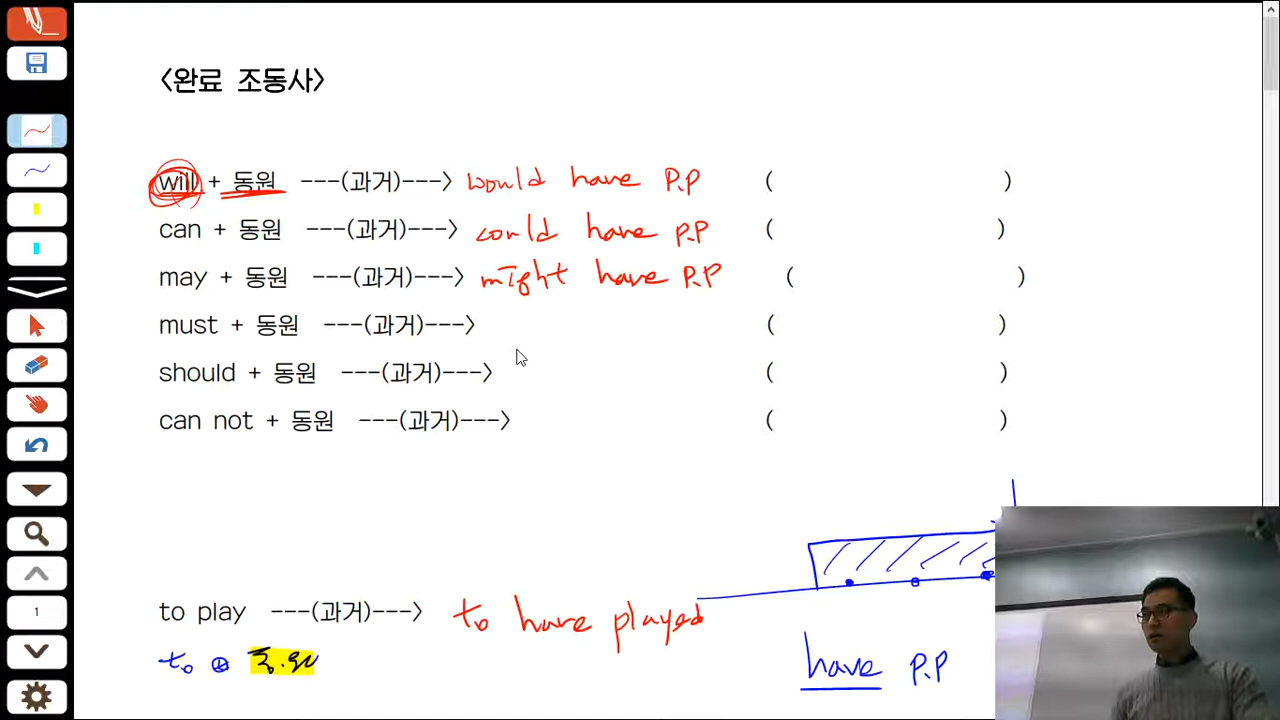 <완료 조동사>
will + 동원 ---(과거)---> would have P.P ( )
can + 동원 ---(과거)---> could have P.P ( )
may + 동원 ---(과거)---> might have P.P ( )
must + 동원 ---(과거)---> ( )
should + 동원 ---(과거)---> ( )
can not + 동원 ---(과거)---> ( )
to play ---(과거)---> to have played
to
have P.P
1